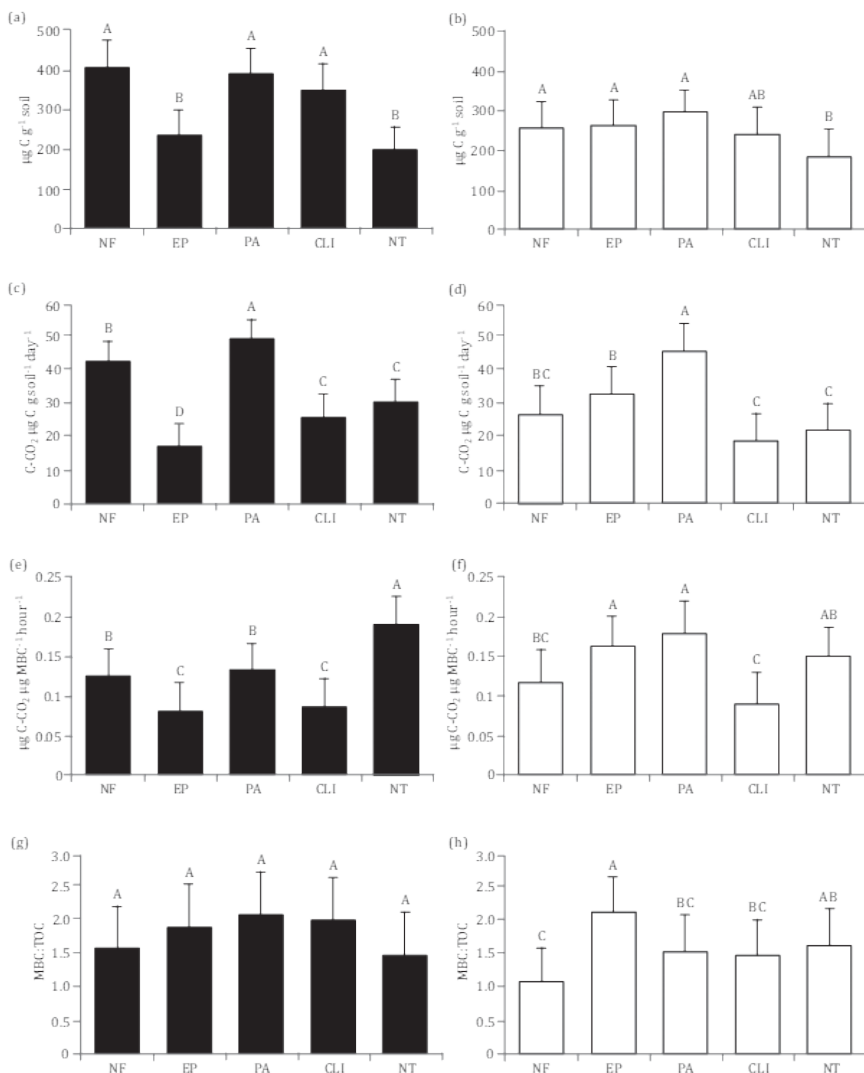 (a)
µg C g⁻¹ soil
500
400
300
200
100
0
A
B
A
A
B
NF EP PA CLI NT
(b)
µg C g⁻¹ soil
500
400
300
200
100
0
A
A
A
AB
B
NF EP PA CLI NT
(c)
C-CO₂ µg C g soil⁻¹ day⁻¹
60
50
40
30
20
10
0
B
D
A
C
C
NF EP PA CLI NT
(d)
C-CO₂ µg C g soil⁻¹ day⁻¹
60
50
40
30
20
10
0
BC
B
A
C
C
NF EP PA CLI NT
(e)
µg C-CO₂ µg MBC⁻¹ hour⁻¹
0.25
0.2
0.15
0.1
0.05
0
B
C
B
C
A
NF EP PA CLI NT
(f)
µg C-CO₂ µg MBC⁻¹ hour⁻¹
0.25
0.2
0.15
0.1
0.05
0
BC
A
A
C
AB
NF EP PA CLI NT
(g)
MBC:TOC
3.0
2.5
2.0
1.5
1.0
0.5
0
A
A
A
A
A
NF EP PA CLI NT
(h)
MBC:TOC
3.0
2.5
2.0
1.5
1.0
0.5
0
C
A
BC
BC
AB
NF EP PA CLI NT